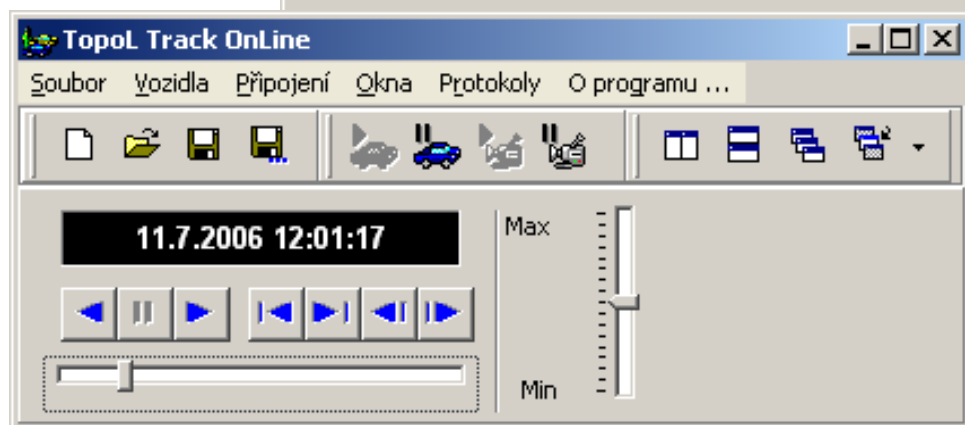 TopoL Track OnLine
Soubor Vozidla Připojení Okna Protokoly O programu ...
11.7.2006 12:01:17
Max
Min